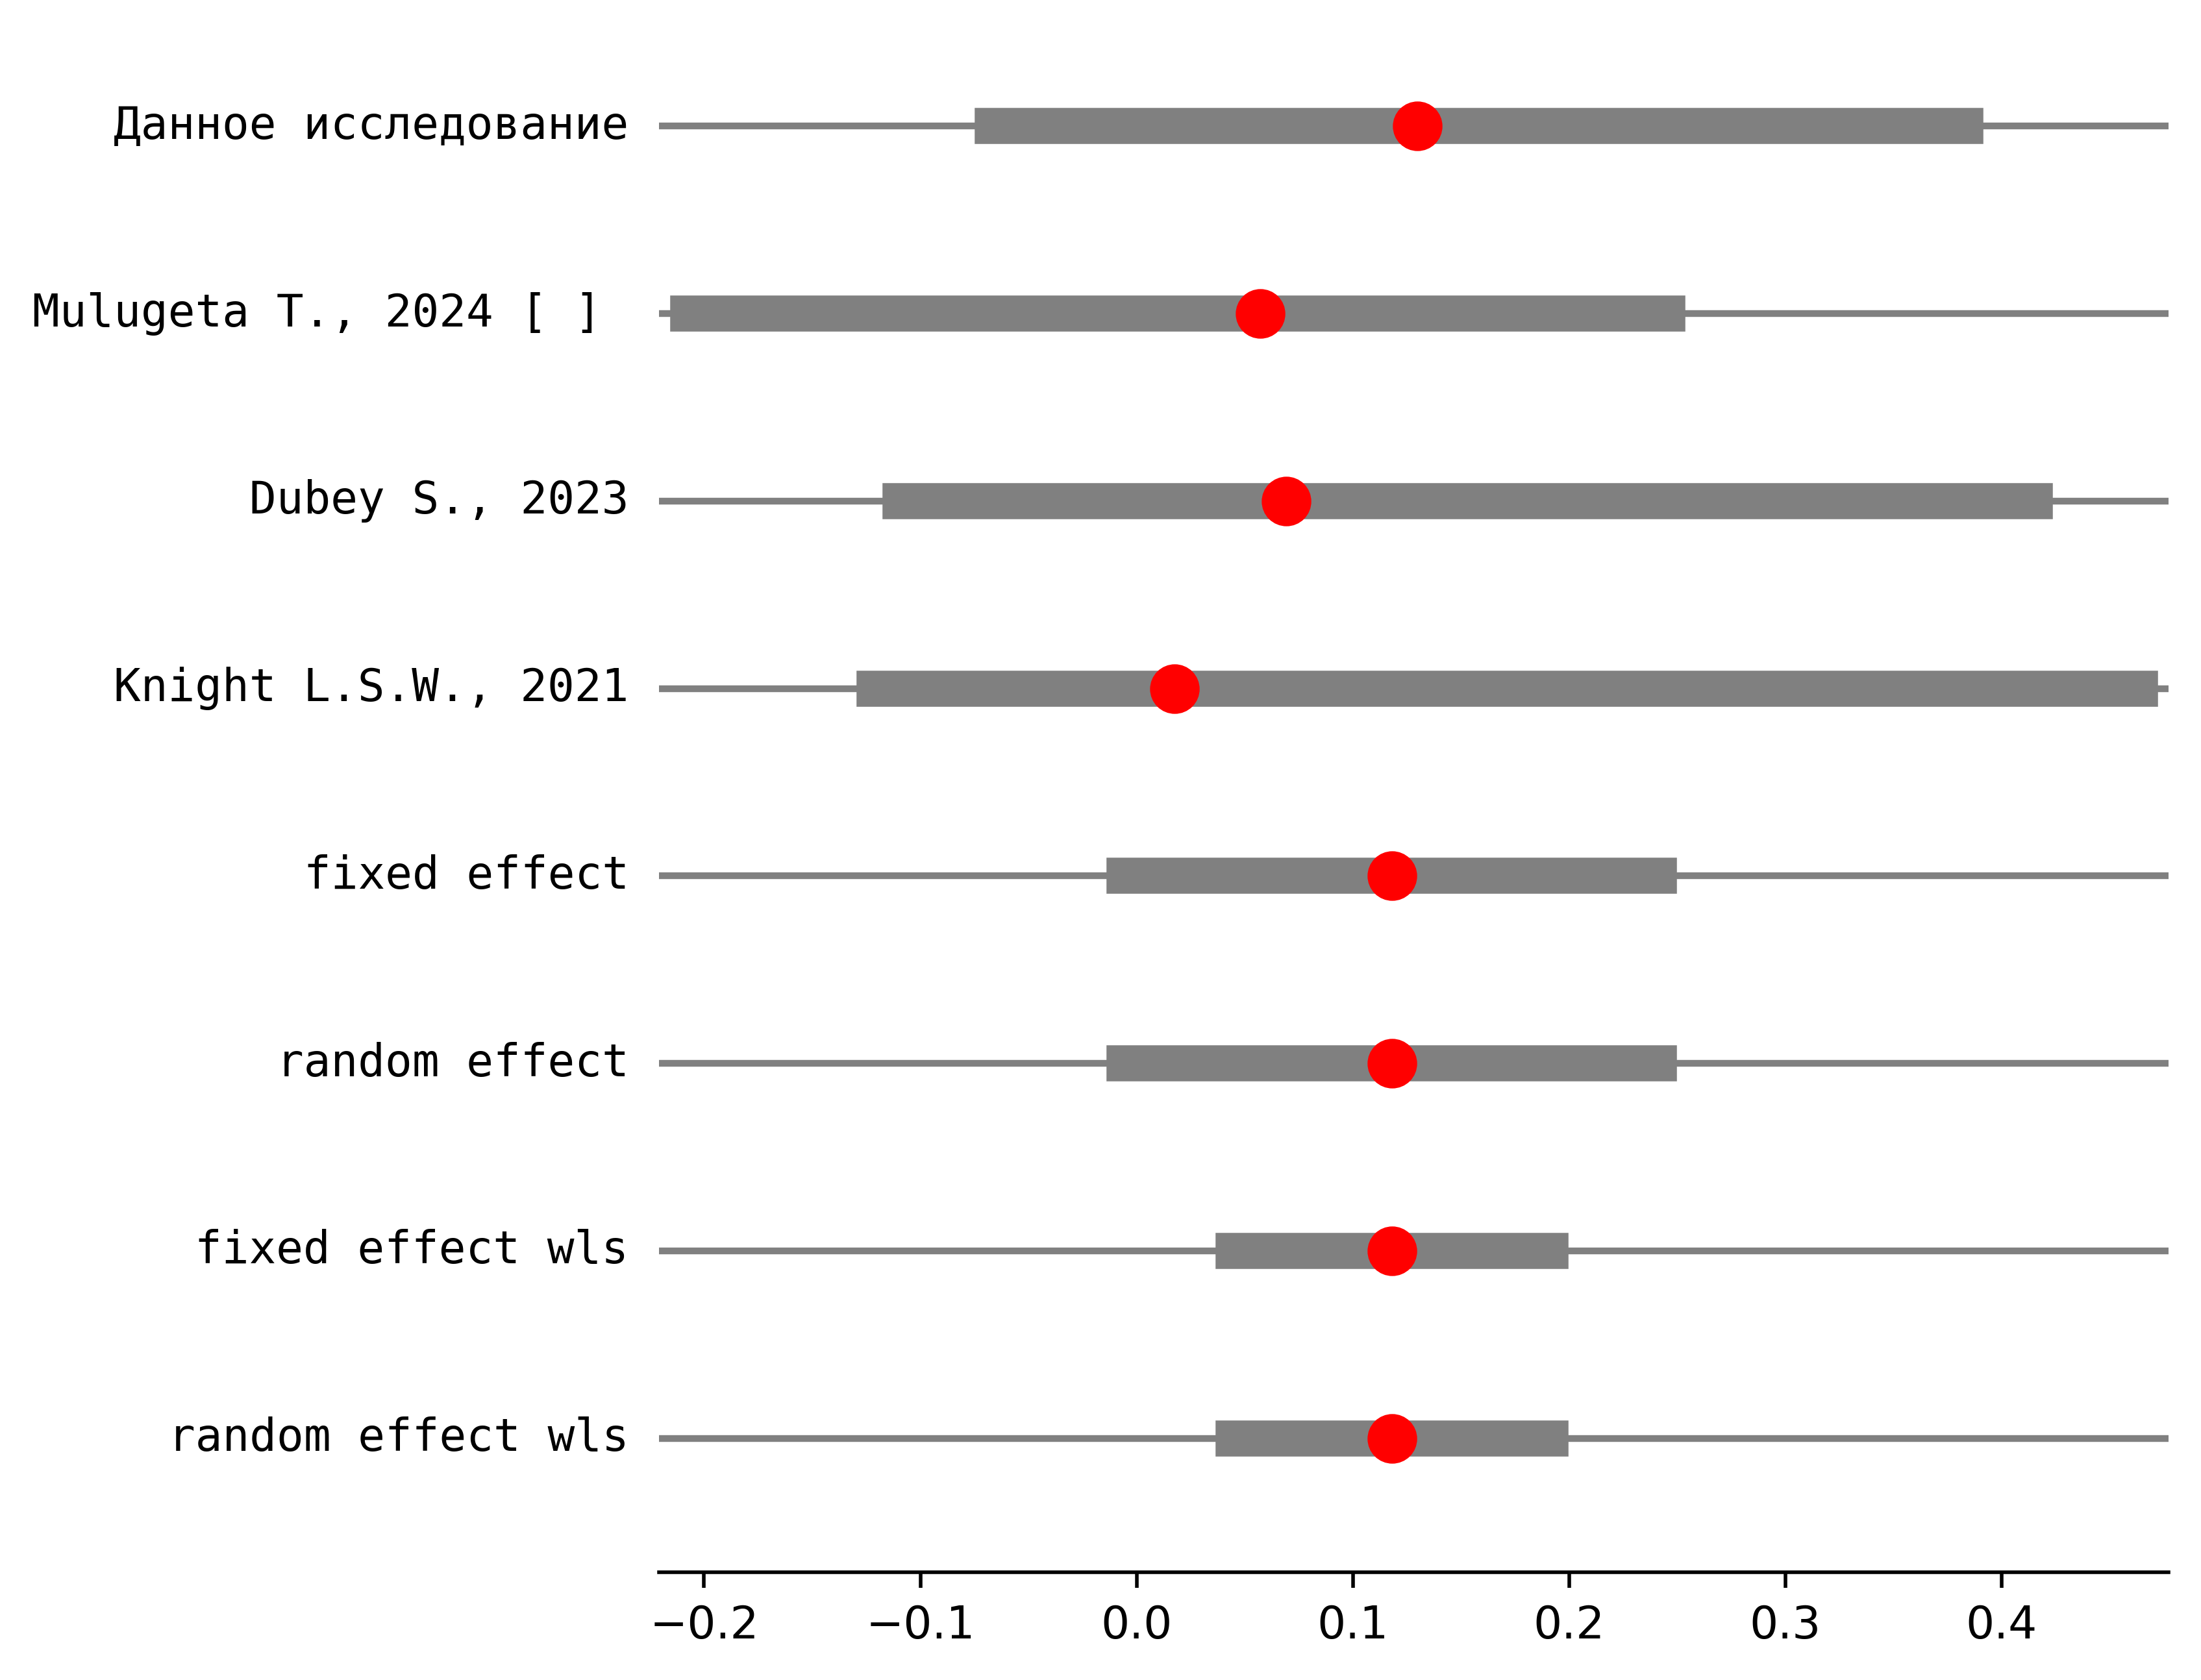 Данное исследование
Mulugeta T., 2024 [ ]
Dubey S., 2023
Knight L.S.W., 2021
fixed effect
random effect
fixed effect wls
random effect wls
−0.2 −0.1 0.0 0.1 0.2 0.3 0.4